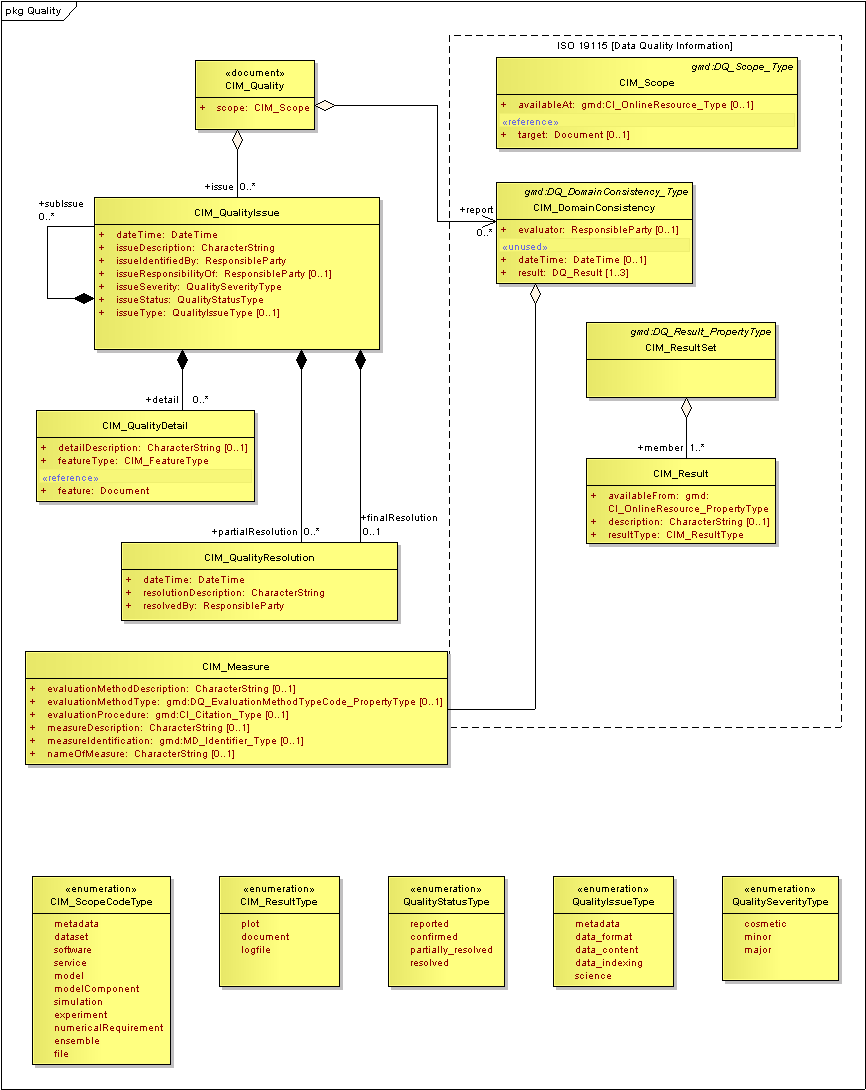 pkg Quality
ISO 19115 [Data Quality Information]
«document»
CIM_Quality
+ scope: CIM_Scope
gmd:DQ_Scope_Type
CIM_Scope
+ availableAt: gmd:CI_OnlineResource_Type [0..1]
«reference»
+ target: Document [0..1]
+issue 0..*
+subIssue
0..*
CIM_QualityIssue
+ dateTime: DateTime
+ issueDescription: CharacterString
+ issueIdentifiedBy: ResponsibleParty
+ issueResponsibilityOf: ResponsibleParty [0..1]
+ issueSeverity: QualitySeverityType
+ issueStatus: QualityStatusType
+ issueType: QualityIssueType [0..1]
+report
0..*
gmd:DQ_DomainConsistency_Type
CIM_DomainConsistency
+ evaluator: ResponsibleParty [0..1]
«unused»
+ dateTime: DateTime [0..1]
+ result: DQ_Result [1..3]
gmd:DQ_Result_PropertyType
CIM_ResultSet
+member 1..*
CIM_Result
+ availableFrom: gmd:
CI_OnlineResource_PropertyType
+ description: CharacterString [0..1]
+ resultType: CIM_ResultType
+detail 0..*
CIM_QualityDetail
+ detailDescription: CharacterString [0..1]
+ featureType: CIM_FeatureType
«reference»
+ feature: Document
+partialResolution 0..*
+finalResolution
0..1
CIM_QualityResolution
+ dateTime: DateTime
+ resolutionDescription: CharacterString
+ resolvedBy: ResponsibleParty
CIM_Measure
+ evaluationMethodDescription: CharacterString [0..1]
+ evaluationMethodType: gmd:DQ_EvaluationMethodTypeCode_PropertyType [0..1]
+ evaluationProcedure: gmd:CI_Citation_Type [0..1]
+ measureDescription: CharacterString [0..1]
+ measureIdentification: gmd:MD_Identifier_Type [0..1]
+ nameOfMeasure: CharacterString [0..1]
«enumeration»
CIM_ScopeCodeType
metadata
dataset
software
service
model
modelComponent
simulation
experiment
numericalRequirement
ensemble
file
«enumeration»
CIM_ResultType
plot
document
logfile
«enumeration»
QualityStatusType
reported
confirmed
partially_resolved
resolved
«enumeration»
QualityIssueType
metadata
data_format
data_content
data_indexing
science
«enumeration»
QualitySeverityType
cosmetic
minor
major